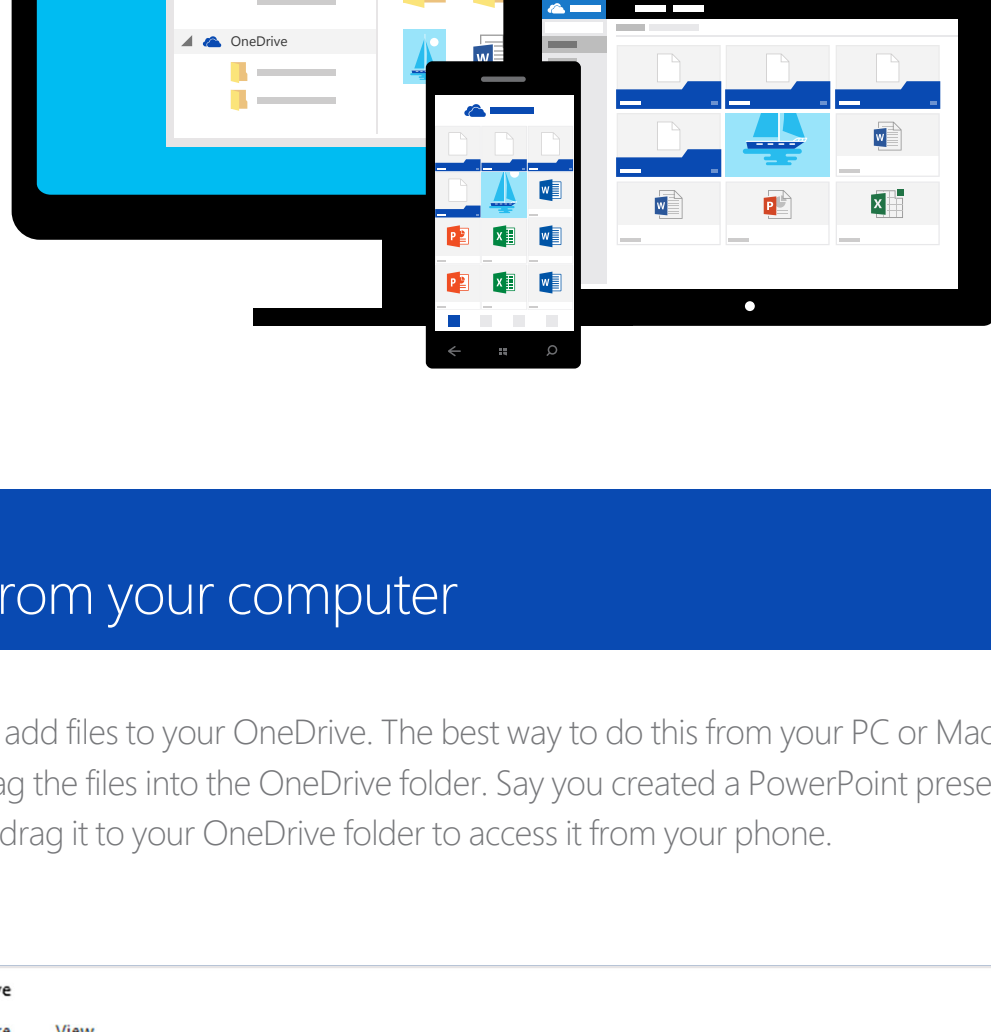 OneDrive
rom your computer
add files to your OneDrive. The best way to do this from your PC or Mac
ag the files into the OneDrive folder. Say you created a PowerPoint prese
drag it to your OneDrive folder to access it from your phone.
ve
View